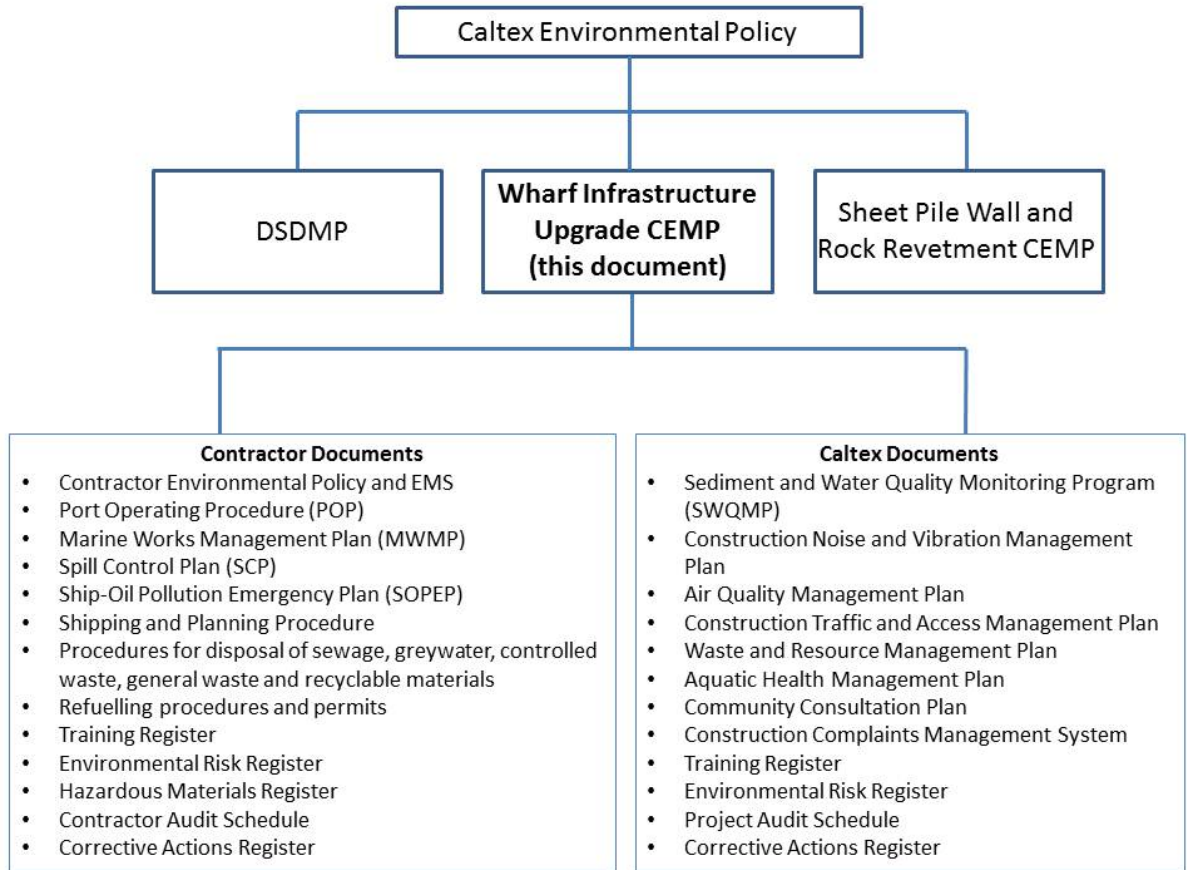 Caltex Environmental Policy
DSDMP
Wharf Infrastructure
Upgrade CEMP
(this document)
Sheet Pile Wall and
Rock Revetment CEMP
Contractor Documents
• Contractor Environmental Policy and EMS
• Port Operating Procedure (POP)
• Marine Works Management Plan (MWMP)
• Spill Control Plan (SCP)
• Ship-Oil Pollution Emergency Plan (SOPEP)
• Shipping and Planning Procedure
• Procedures for disposal of sewage, greywater, controlled
waste, general waste and recyclable materials
• Refuelling procedures and permits
• Training Register
• Environmental Risk Register
• Hazardous Materials Register
• Contractor Audit Schedule
• Corrective Actions Register
Caltex Documents
• Sediment and Water Quality Monitoring Program
(SWQMP)
• Construction Noise and Vibration Management
Plan
• Air Quality Management Plan
• Construction Traffic and Access Management Plan
• Waste and Resource Management Plan
• Aquatic Health Management Plan
• Community Consultation Plan
• Construction Complaints Management System
• Training Register
• Environmental Risk Register
• Project Audit Schedule
• Corrective Actions Register